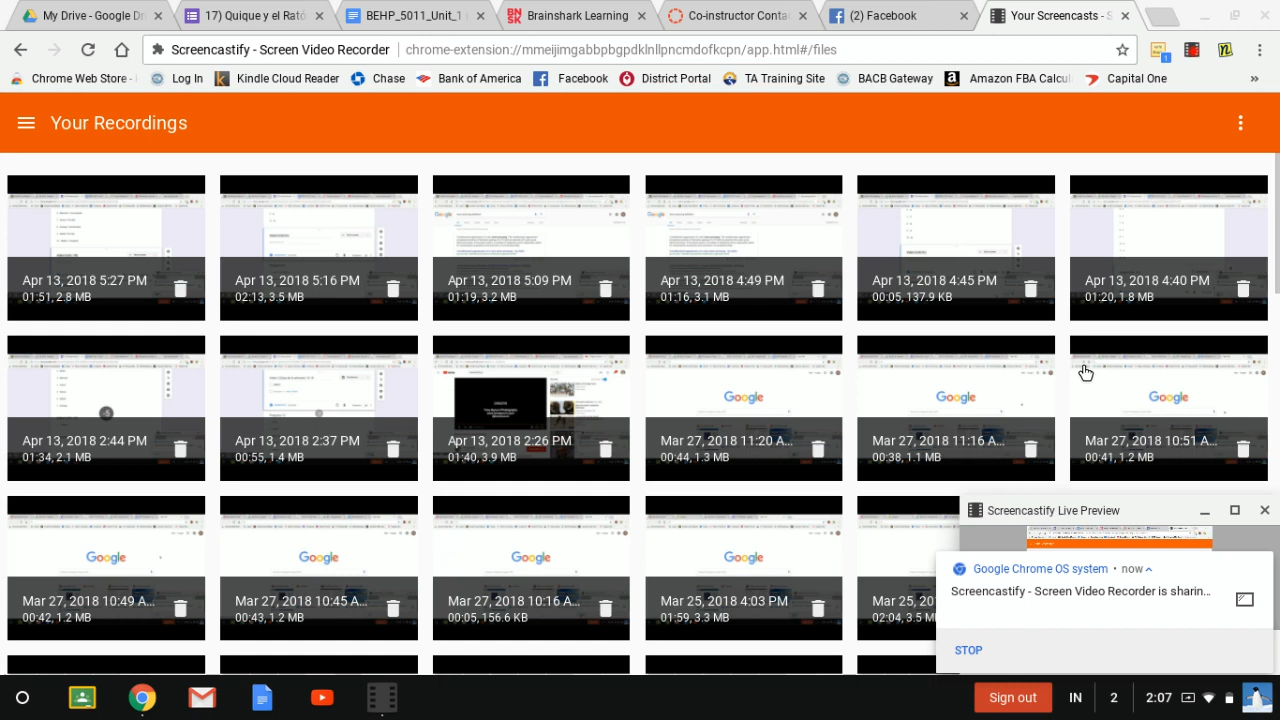 My Drive - Google Dr
17) Quique y el Rató
BEHP_5011_Unit_1
Brainshark Learning
Co-instructor Conta
(2) Facebook
Your Screencasts - S
Screencastify - Screen Video Recorder
chrome-extension://mmeijimgabbpbgpdklnllpncmdofkcpn/app.html#/files
Chrome Web Store -
Log In
Kindle Cloud Reader
Chase
Bank of America
Facebook
District Portal
TA Training Site
BACB Gateway
Amazon FBA Calcul
Capital One
»
Your Recordings
Apr 13, 2018 5:27 PM
01:51, 2.8 MB
Apr 13, 2018 5:16 PM
02:13, 3.5 MB
Apr 13, 2018 5:09 PM
01:19, 3.2 MB
Apr 13, 2018 4:49 PM
01:16, 3.1 MB
Apr 13, 2018 4:45 PM
00:05, 137.9 KB
Apr 13, 2018 4:40 PM
01:20, 1.8 MB
Apr 13, 2018 2:44 PM
01:34, 2.1 MB
Apr 13, 2018 2:37 PM
00:55, 1.4 MB
Apr 13, 2018 2:26 PM
01:40, 3.9 MB
Google
Mar 27, 2018 11:20 A...
00:44, 1.3 MB
Google
Mar 27, 2018 11:16 A...
00:38, 1.1 MB
Google
Mar 27, 2018 10:51 A...
00:41, 1.2 MB
Google
Mar 27, 2018 10:49 A...
00:42, 1.2 MB
Google
Mar 27, 2018 10:45 A...
00:43, 1.2 MB
Google
Mar 27, 2018 10:16 A...
00:05, 156.6 KB
Google
Mar 25, 2018 4:03 PM
01:59, 3.3 MB
Mar 25, 201
02:04, 3.5 M
Screencastify Live Preview
Google Chrome OS system • now
Screencastify - Screen Video Recorder is sharin...
STOP
Sign out
IN
2
2:07